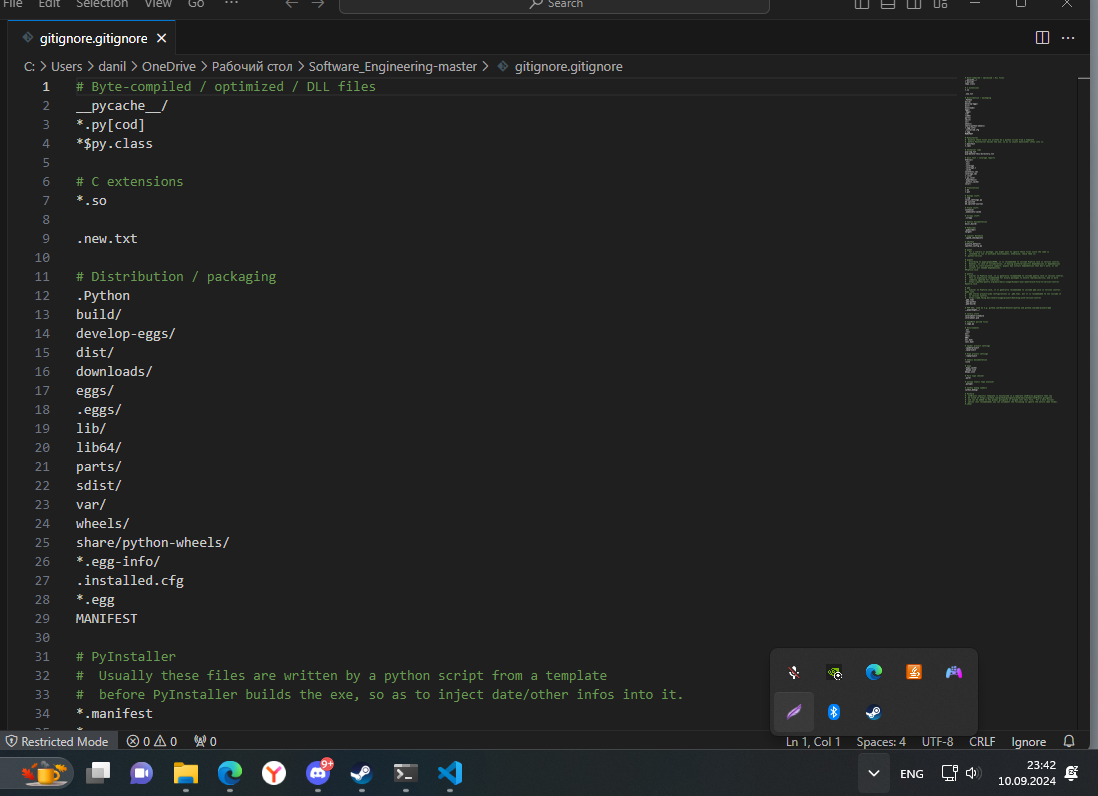 File Edit Selection View Go ··· Search
gitignore.gitignore
C: > Users > danil > OneDrive > Рабочий стол > Software_Engineering-master > gitignore.gitignore
1 # Byte-compiled / optimized / DLL files
2 __pycache__/
3 *.py[cod]
4 *$py.class
5
6 # C extensions
7 *.so
8
9 .new.txt
10
11 # Distribution / packaging
12 .Python
13 build/
14 develop-eggs/
15 dist/
16 downloads/
17 eggs/
18 .eggs/
19 lib/
20 lib64/
21 parts/
22 sdist/
23 var/
24 wheels/
25 share/python-wheels/
26 *.egg-info/
27 .installed.cfg
28 *.egg
29 MANIFEST
30
31 # PyInstaller
32 #  Usually these files are written by a python script from a template
33 #  before PyInstaller builds the exe, so as to inject date/other infos into it.
34 *.manifest
Restricted Mode 0 0 0 Ln 1, Col 1 Spaces: 4 UTF-8 CRLF Ignore
9+ ENG 23:42
10.09.2024